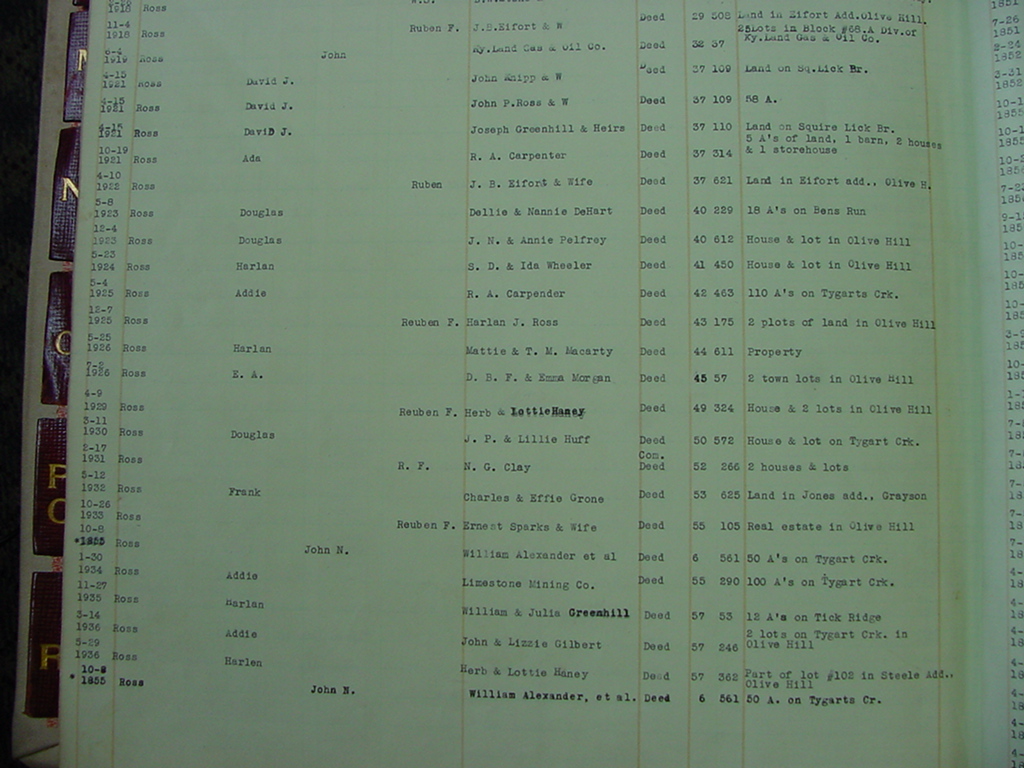 1918 Ross Deed 29 508 Land in Eifort Add.Olive Hill.
11-4
1918 Ruben F. J.S.Eifort & W 25Lots in Block #68.A Div.of
6-4 Ky.Land Gas & Oil Co.
1919 Ross John Ky.Land Gas & Oil Co. Deed 32 37
4-15
1921 Ross David J. John Knipp & W Deed 37 109 Land on Sq.Lick Br.
4-15
1921 Ross David J. John P.Ross & W Deed 37 109 58 A.
4-15
1921 Ross DaviD J. Joseph Greenhill & Heirs Deed 37 110 Land on Squire Lick Br.
10-19 5 A's of land, 1 barn, 2 houses
1921 Ross Ada R. A. Carpenter Deed 37 314 & 1 storehouse
4-10
1922 Ross Ruben J. B. Eifort & Wife Deed 37 621 Land in Eifort add., Olive H.
5-8
1923 Ross Douglas Dellie & Nannie DeHart Deed 40 229 18 A's on Bens Run
12-4
1923 Ross Douglas J. N. & Annie Pelfrey Deed 40 612 House & lot in Olive Hill
5-23
1924 Ross Harlan S. D. & Ida Wheeler Deed 41 450 House & lot in Olive Hill
5-4
1925 Ross Addie R. A. Carpender Deed 42 463 110 A's on Tygarts Crk.
12-7
1925 Ross Reuben F. Harlan J. Ross Deed 43 175 2 plots of land in Olive Hill
5-25
1926 Ross Harlan Mattie & T. M. Macarty Deed 44 611 Property
7-2
1926 Ross E. A. D. B. F. & Emma Morgan Deed 45 57 2 town lots in Olive Hill
4-9
1929 Ross Reuben F. Herb & LottieHaney Deed 49 324 House & 2 lots in Olive Hill
3-11
1930 Ross Douglas J. P. & Lillie Huff Deed 50 572 House & lot on Tygart Crk.
2-17 Com.
1931 Ross R. F. N. G. Clay Deed 52 266 2 houses & lots
5-12
1932 Ross Frank Charles & Effie Grone Deed 53 625 Land in Jones add., Grayson
10-26
1933 Ross Reuben F. Ernest Sparks & Wife Deed 55 105 Real estate in Olive Hill
10-8
*1855 Ross John N. William Alexander et al Deed 6 561 50 A's on Tygart Crk.
1-30
1934 Ross Addie Limestone Mining Co. Deed 55 290 100 A's on Tygart Crk.
11-27
1935 Ross Harlan William & Julia Greenhill Deed 57 53 12 A's on Tick Ridge
3-14 2 lots on Tygart Crk. in
1936 Ross Addie John & Lizzie Gilbert Deed 57 246 Olive Hill
5-29
1936 Ross Harlen Herb & Lottie Haney Deed 57 362 Part of lot #102 in Steele Add.,
10-8 Olive Hill
* 1855 Ross John N. William Alexander, et al. Deed 6 561 50 A. on Tygarts Cr.